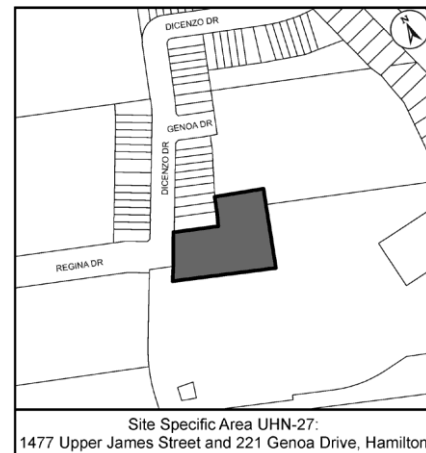 DICENZO DR
N
GENOA DR
DICENZO DR
REGINA DR
Site Specific Area UHN-27:
1477 Upper James Street and 221 Genoa Drive, Hamilton